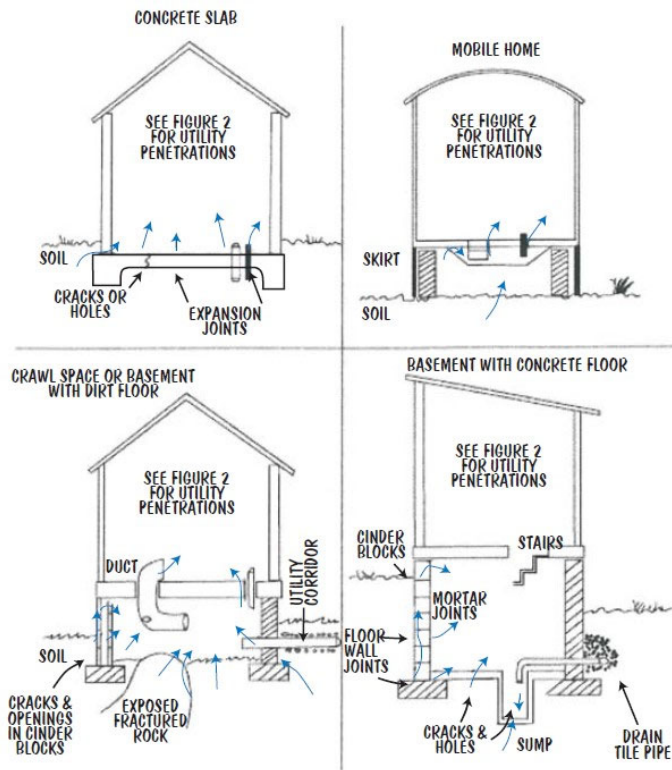 CONCRETE SLAB
SEE FIGURE 2
FOR UTILITY
PENETRATIONS
SOIL
CRACKS OR
HOLES
EXPANSION
JOINTS
MOBILE HOME
SEE FIGURE 2
FOR UTILITY
PENETRATIONS
SKIRT
SOIL
CRAWL SPACE OR BASEMENT
WITH DIRT FLOOR
SEE FIGURE 2
FOR UTILITY
PENETRATIONS
DUCT
UTILITY
CORRIDOR
SOIL
CRACKS &
OPENINGS
IN CINDER
BLOCKS
EXPOSED
FRACTURED
ROCK
BASEMENT WITH CONCRETE FLOOR
SEE FIGURE 2
FOR UTILITY
PENETRATIONS
CINDER
BLOCKS
STAIRS
MORTAR
JOINTS
FLOOR
WALL
JOINTS
CRACKS &
HOLES
SUMP
DRAIN
TILE PIPE